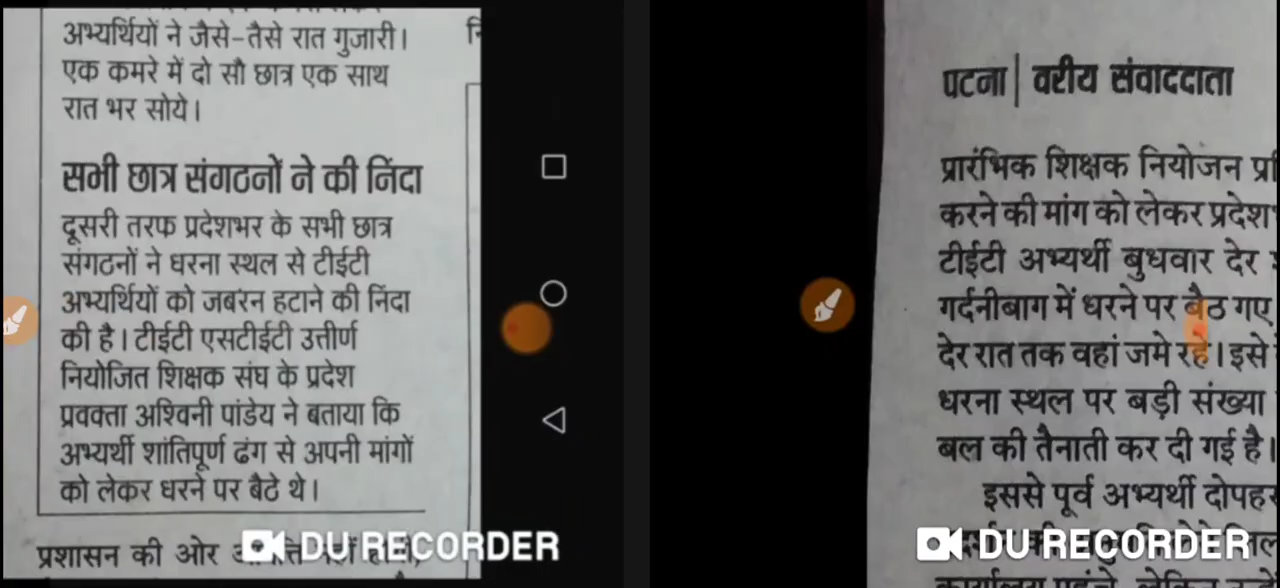 अभ्यर्थियों ने जैसे-तैसे रात गुजारी।
एक कमरे में दो सौ छात्र एक साथ
रात भर सोये।
सभी छात्र संगठनों ने की निंदा
दूसरी तरफ प्रदेशभर के सभी छात्र
संगठनों ने धरना स्थल से टीईटी
अभ्यर्थियों को जबरन हटाने की निंदा
की है। टीईटी एसटीईटी उत्तीर्ण
नियोजित शिक्षक संघ के प्रदेश
प्रवक्ता अश्विनी पांडेय ने बताया कि
अभ्यर्थी शांतिपूर्ण ढंग से अपनी मांगों
को लेकर धरने पर बैठे थे।
प्रशासन की ओर
DU RECORDER
पटना| वरीय संवाददाता
प्रारंभिक शिक्षक नियोजन
करने की मांग को लेकर प्रदेश
टीईटी अभ्यर्थी बुधवार देर
गर्दनीबाग में धरने पर बैठ गए
देर रात तक वहां जमे रहे। इसे
धरना स्थल पर बड़ी संख्या
बल की तैनाती कर दी गई है।
इससे पूर्व अभ्यर्थी दोपहर
DU RECORDER